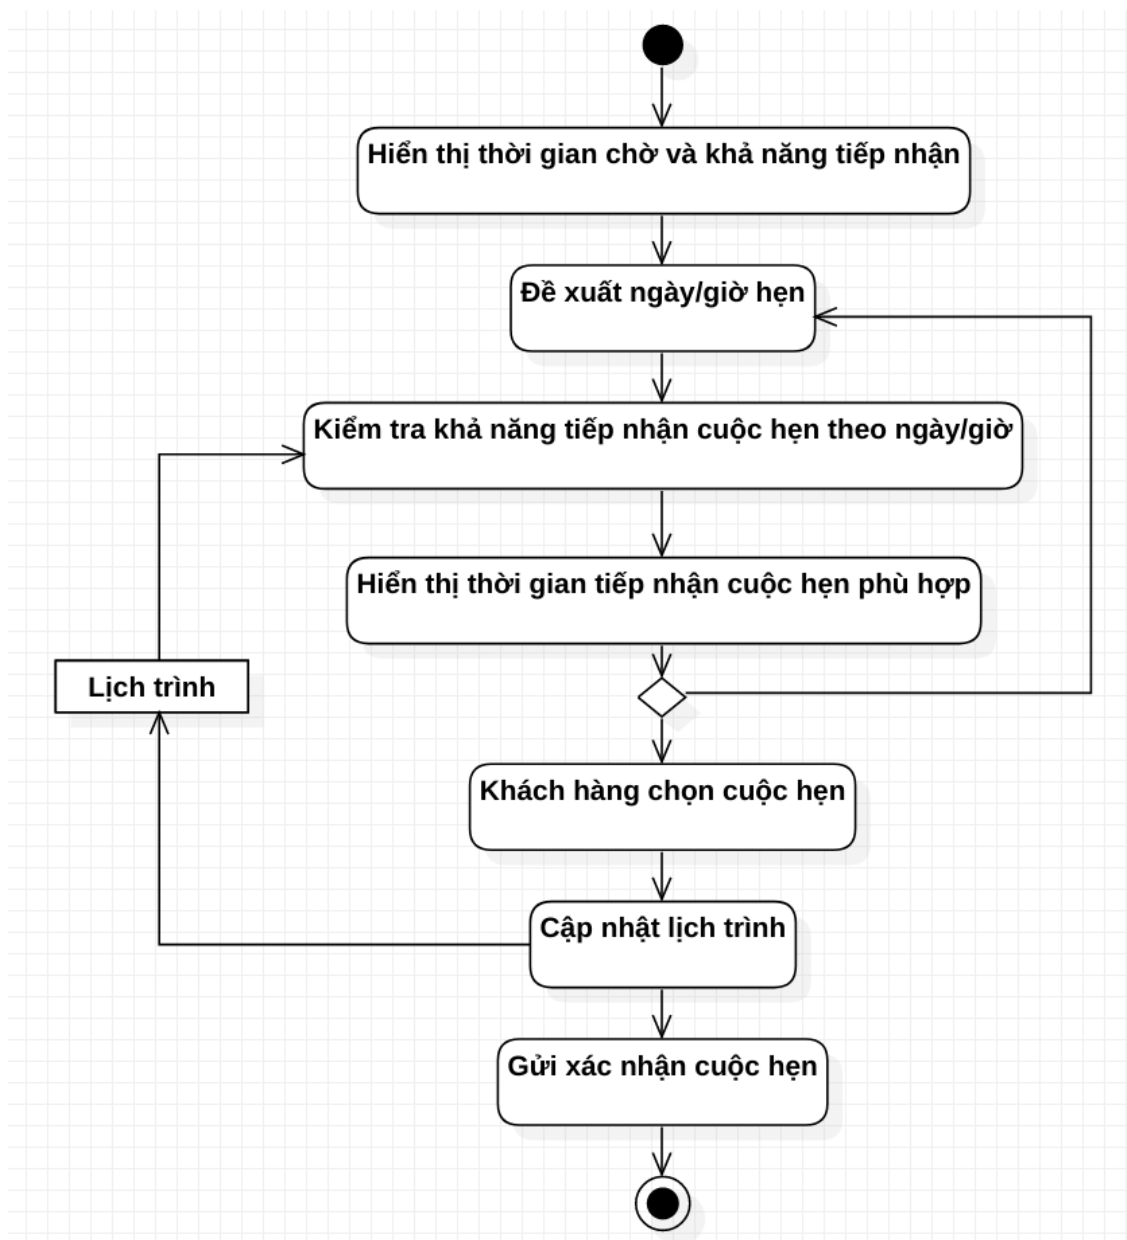 Hiển thị thời gian chờ và khả năng tiếp nhận
Đề xuất ngày/giờ hẹn
Kiểm tra khả năng tiếp nhận cuộc hẹn theo ngày/giờ
Hiển thị thời gian tiếp nhận cuộc hẹn phù hợp
Lịch trình
Khách hàng chọn cuộc hẹn
Cập nhật lịch trình
Gửi xác nhận cuộc hẹn